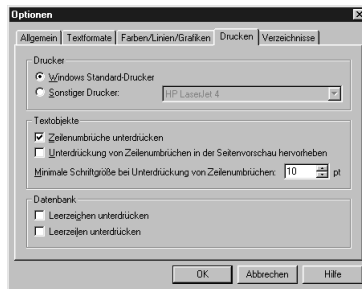 Optionen
Allgemein Textformate Farben/Linien/Grafiken Drucken Verzeichnisse
Drucker
Windows Standard-Drucker
Sonstiger Drucker: HP LaserJet 4
Textobjekte
Zeilenumbrüche unterdrücken
Unterdrückung von Zeilenumbrüchen in der Seitenvorschau hervorheben
Minimale Schriftgröße bei Unterdrückung von Zeilenumbrüchen: 10 pt
Datenbank
Leerzeichen unterdrücken
Leerzeilen unterdrücken
OK Abbrechen Hilfe